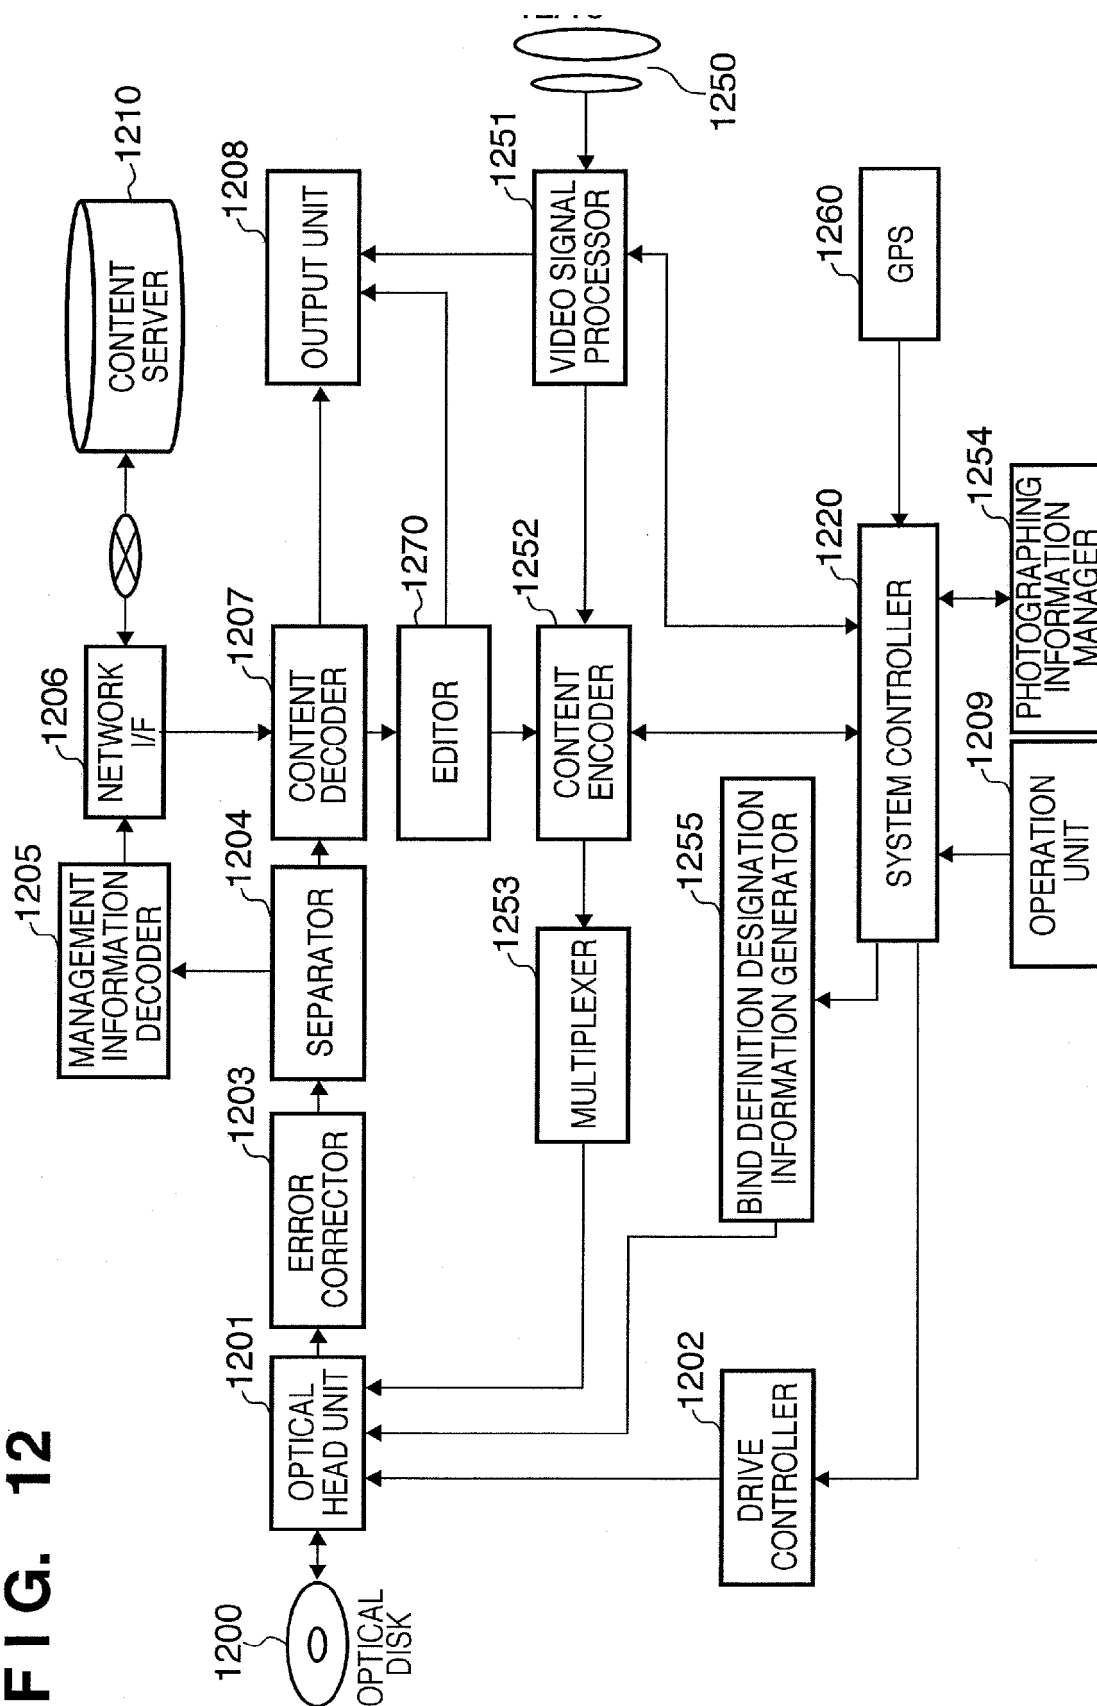 FIG. 12
1200
OPTICAL
DISK
1201
OPTICAL
HEAD UNIT
1203
ERROR
CORRECTOR
1204
SEPARATOR
1205
MANAGEMENT
INFORMATION
DECODER
1206
NETWORK
I/F
1210
CONTENT
SERVER
1207
CONTENT
DECODER
1208
OUTPUT UNIT
1270
EDITOR
1252
CONTENT
ENCODER
1251
VIDEO SIGNAL
PROCESSOR
1250
1253
MULTIPLEXER
1255
BIND DEFINITION DESIGNATION
INFORMATION GENERATOR
1202
DRIVE
CONTROLLER
1220
SYSTEM CONTROLLER
1260
GPS
1209
OPERATION
UNIT
1254
PHOTOGRAPHING
INFORMATION
MANAGER